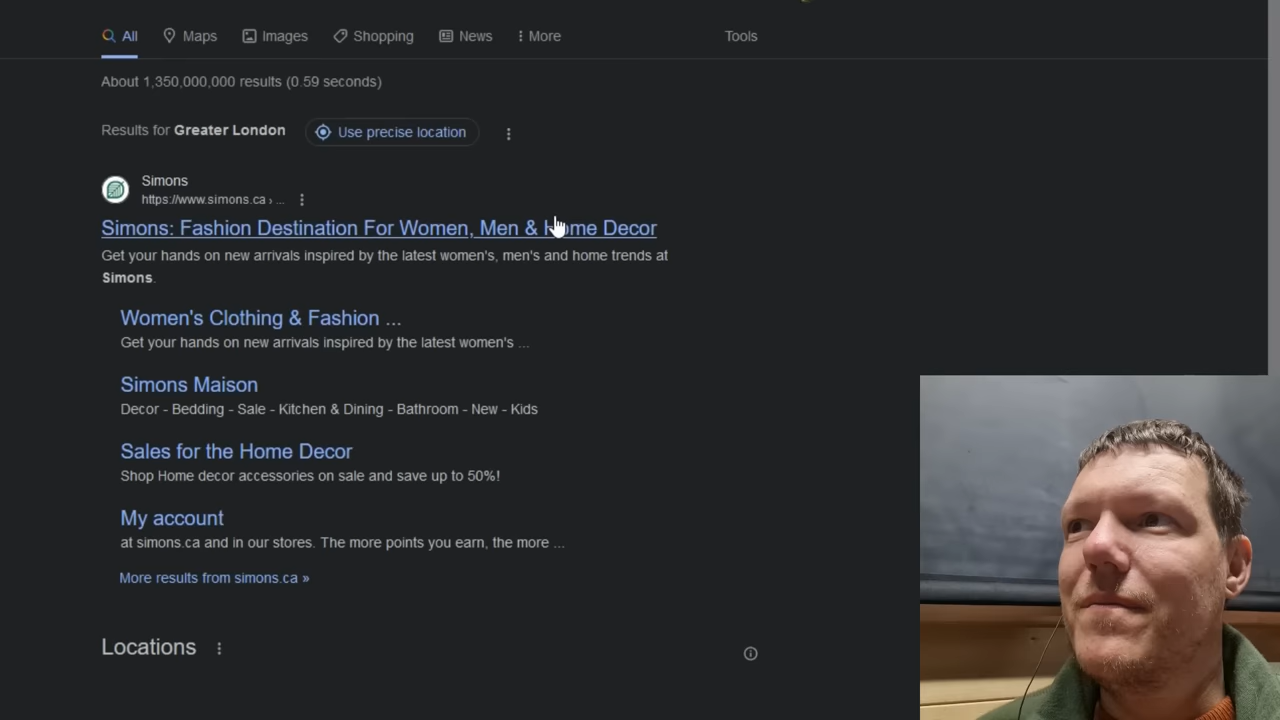 All Maps Images Shopping News More Tools
About 1,350,000,000 results (0.59 seconds)
Results for Greater London Use precise location
Simons
https://www.simons.ca › ...
Simons: Fashion Destination For Women, Men & Home Decor
Get your hands on new arrivals inspired by the latest women's, men's and home trends at
Simons.
Women's Clothing & Fashion ...
Get your hands on new arrivals inspired by the latest women's ...
Simons Maison
Decor - Bedding - Sale - Kitchen & Dining - Bathroom - New - Kids
Sales for the Home Decor
Shop Home decor accessories on sale and save up to 50%!
My account
at simons.ca and in our stores. The more points you earn, the more ...
More results from simons.ca »
Locations